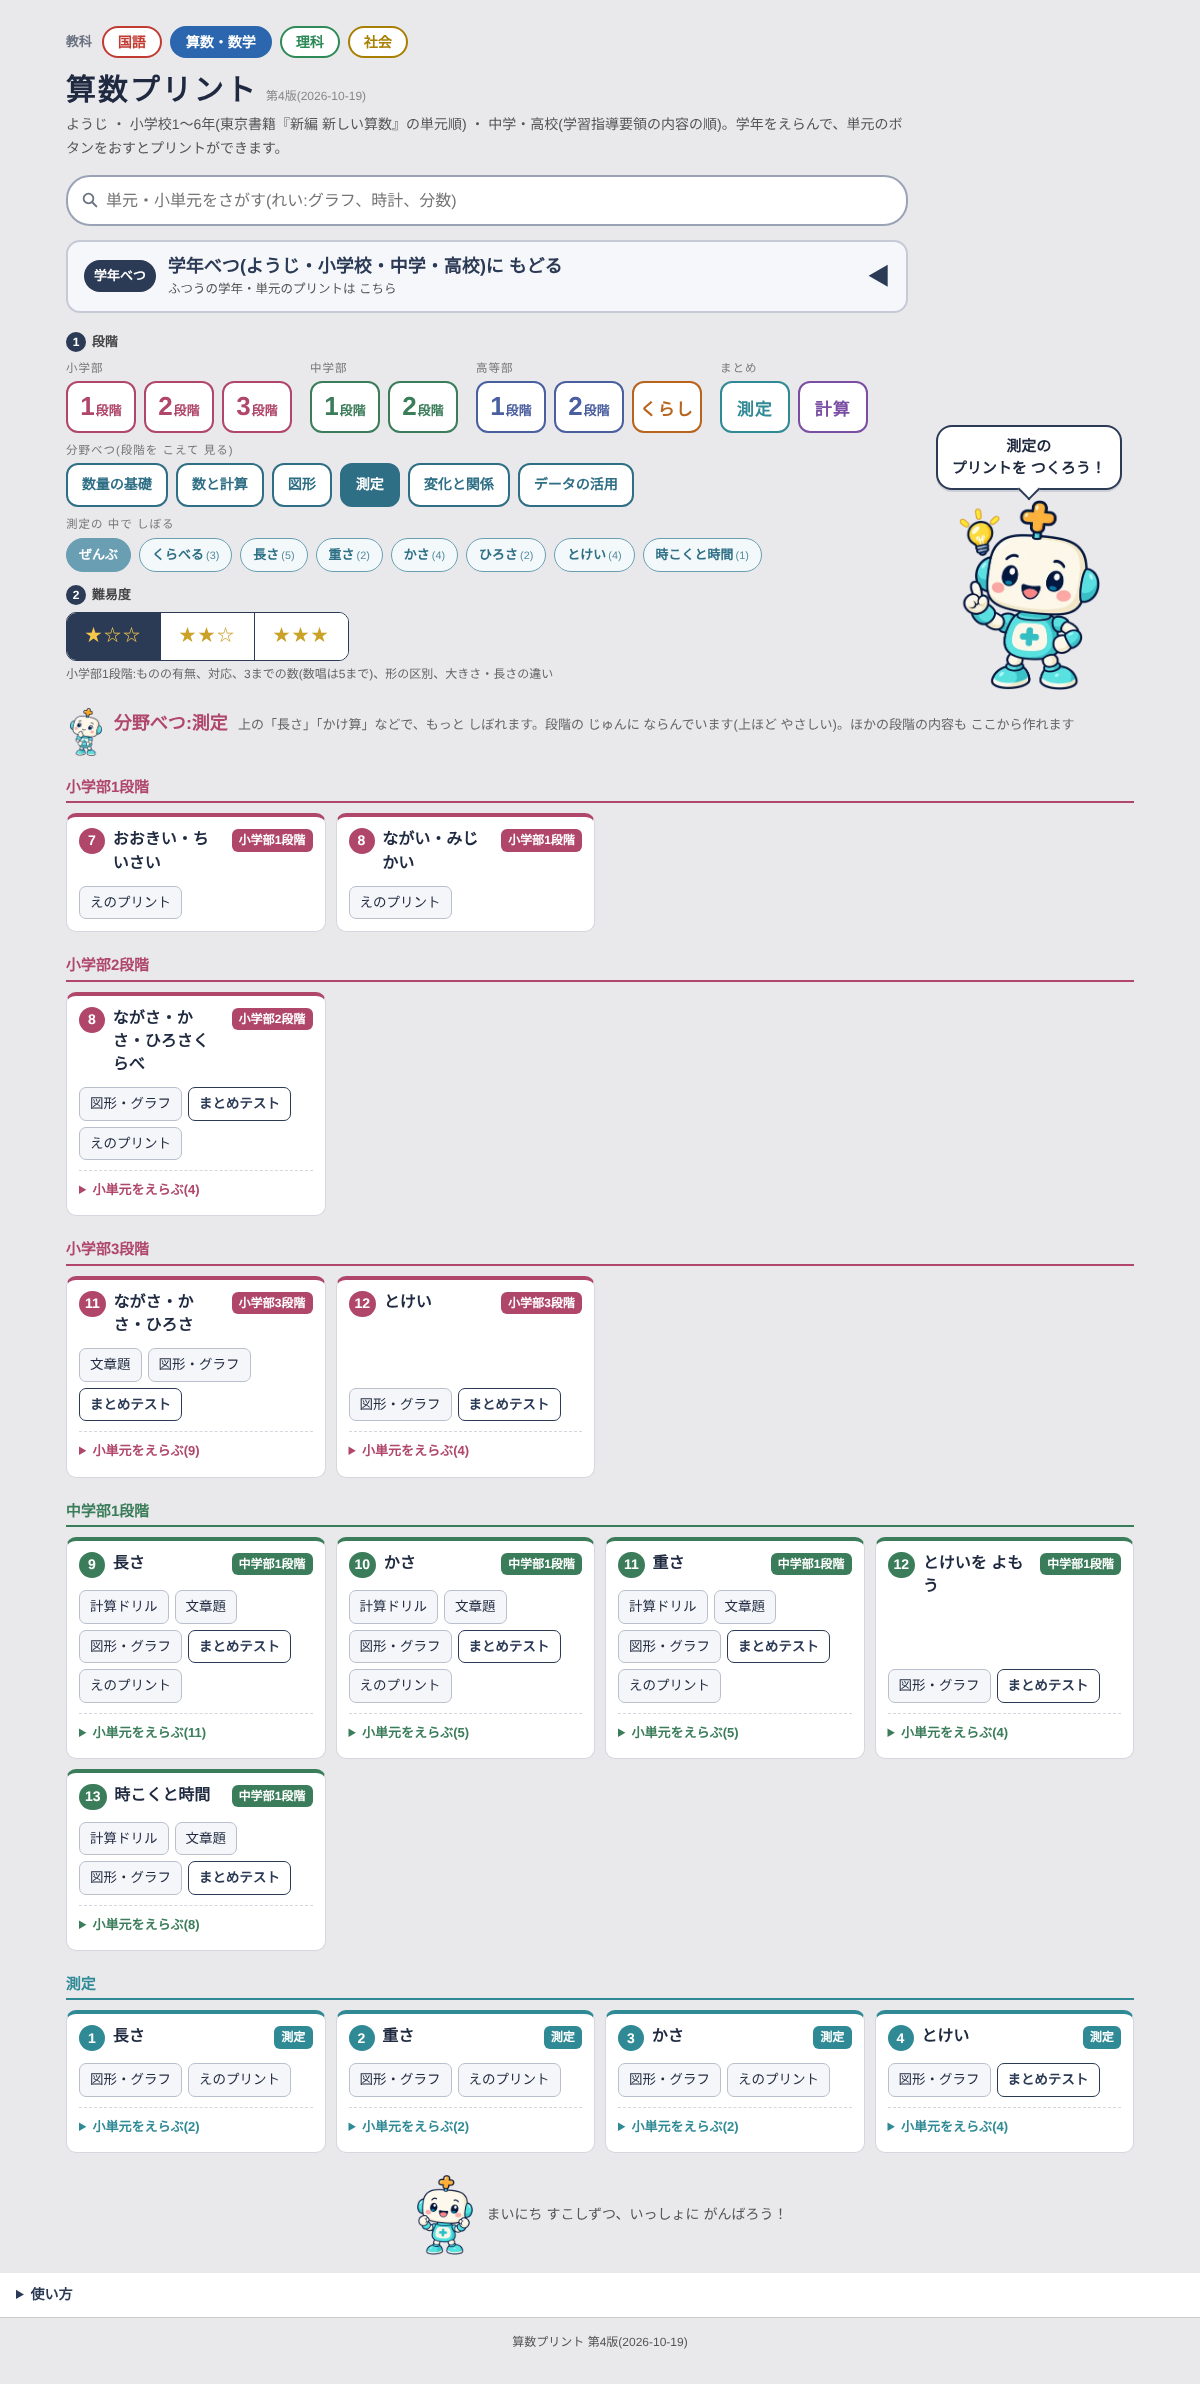 教科 国語 算数・数学 理科 社会
算数プリント 第4版(2026-10-19)
ようじ ・ 小学校1〜6年(東京書籍『新編 新しい算数』の単元順) ・ 中学・高校(学習指導要領の内容の順)。学年をえらんで、単元のボ
タンをおすとプリントができます。
単元・小単元をさがす(れい:グラフ、時計、分数)
学年べつ 学年べつ(ようじ・小学校・中学・高校)に もどる
ふつうの学年・単元のプリントは こちら
◀
1 段階
小学部 中学部 高等部 まとめ
1段階 2段階 3段階 1段階 2段階 1段階 2段階 くらし 測定 計算
分野べつ(段階を こえて 見る)
数量の基礎 数と計算 図形 測定 変化と関係 データの活用
測定の 中で しぼる
ぜんぶ くらべる(3) 長さ(5) 重さ(2) かさ(4) ひろさ(2) とけい(4) 時こくと時間(1)
測定の
プリントを つくろう！
2 難易度
★☆☆ ★★☆ ★★★
小学部1段階:ものの有無、対応、3までの数(数唱は5まで)、形の区別、大きさ・長さの違い
分野べつ:測定 上の「長さ」「かけ算」などで、もっと しぼれます。段階の じゅんに ならんでいます(上ほど やさしい)。ほかの段階の内容も ここから作れます
小学部1段階
7 おおきい・ち
いさい
小学部1段階
えのプリント
8 ながい・みじ
かい
小学部1段階
えのプリント
小学部2段階
8 ながさ・か
さ・ひろさく
らべ
小学部2段階
図形・グラフ まとめテスト
えのプリント
▶ 小単元をえらぶ(4)
小学部3段階
11 ながさ・か
さ・ひろさ
小学部3段階
文章題 図形・グラフ
まとめテスト
▶ 小単元をえらぶ(9)
12 とけい 小学部3段階
図形・グラフ まとめテスト
▶ 小単元をえらぶ(4)
中学部1段階
9 長さ 中学部1段階
計算ドリル 文章題
図形・グラフ まとめテスト
えのプリント
▶ 小単元をえらぶ(11)
10 かさ 中学部1段階
計算ドリル 文章題
図形・グラフ まとめテスト
えのプリント
▶ 小単元をえらぶ(5)
11 重さ 中学部1段階
計算ドリル 文章題
図形・グラフ まとめテスト
えのプリント
▶ 小単元をえらぶ(5)
12 とけいを よも
う
中学部1段階
図形・グラフ まとめテスト
▶ 小単元をえらぶ(4)
13 時こくと時間 中学部1段階
計算ドリル 文章題
図形・グラフ まとめテスト
▶ 小単元をえらぶ(8)
測定
1 長さ 測定
図形・グラフ えのプリント
▶ 小単元をえらぶ(2)
2 重さ 測定
図形・グラフ えのプリント
▶ 小単元をえらぶ(2)
3 かさ 測定
図形・グラフ えのプリント
▶ 小単元をえらぶ(2)
4 とけい 測定
図形・グラフ まとめテスト
▶ 小単元をえらぶ(4)
まいにち すこしずつ、いっしょに がんばろう！
▶ 使い方
算数プリント 第4版(2026-10-19)